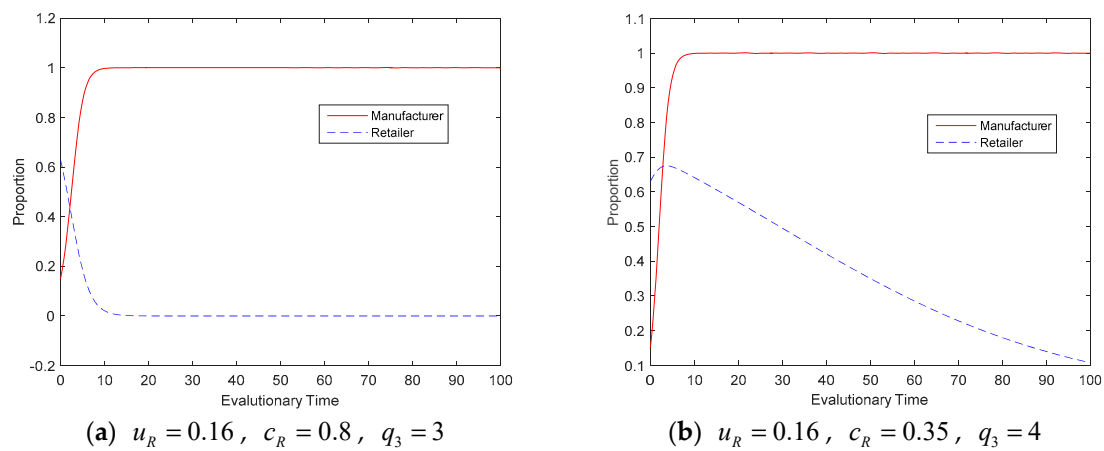 1.2
1
0.8
0.6
0.4
0.2
0
-0.2
Proportion
Manufacturer
Retailer
0 10 20 30 40 50 60 70 80 90 100
Evalutionary Time
(a) u_R = 0.16 , c_R = 0.8 , q_3 = 3
1.1
1
0.9
0.8
0.7
0.6
0.5
0.4
0.3
0.2
0.1
Proportion
Manufacturer
Retailer
0 10 20 30 40 50 60 70 80 90 100
Evalutionary Time
(b) u_R = 0.16 , c_R = 0.35 , q_3 = 4